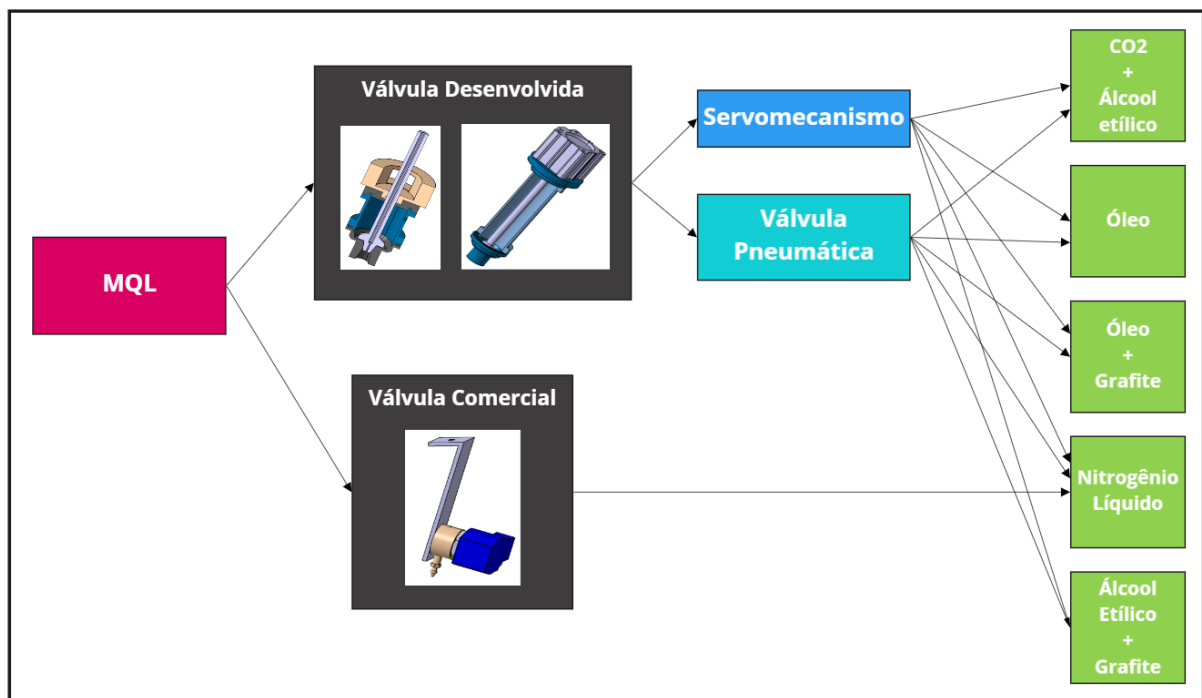 MQL
Válvula Desenvolvida
Válvula Comercial
Servomecanismo
Válvula
Pneumática
CO2
+
Álcool
etílico
Óleo
Óleo
+
Grafite
Nitrogênio
Líquido
Álcool
Etílico
+
Grafite